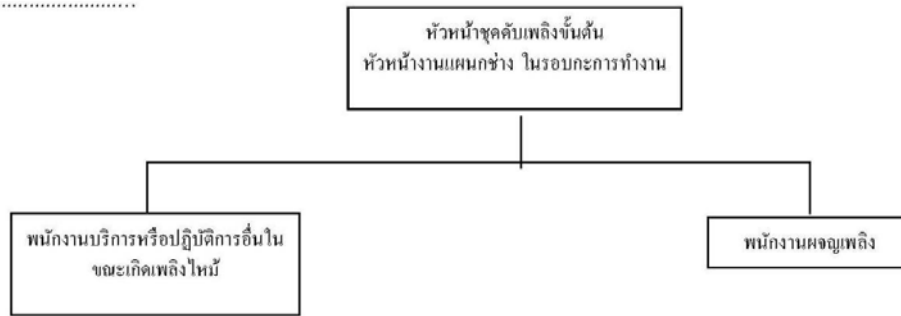 ........................
หัวหน้าชุดดับเพลิงขั้นต้น
หัวหน้างานแผนกช่าง ในรอบกะการทำงาน
พนักงานบริการหรือปฏิบัติการอื่นใน
ขณะเกิดเพลิงไหม้
พนักงานผจญเพลิง